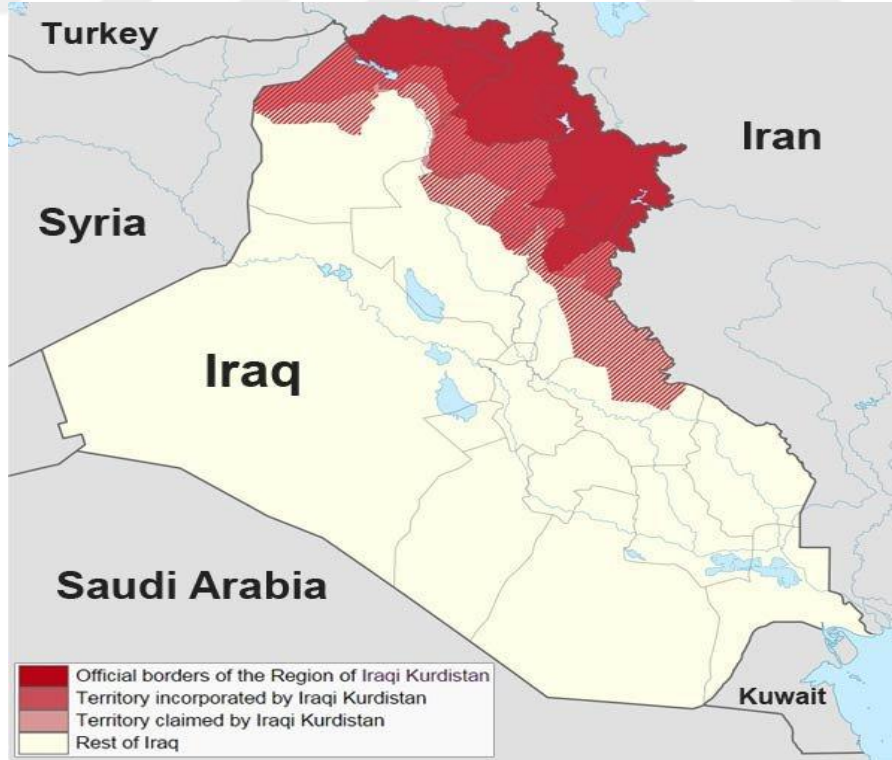 Turkey
Iran
Syria
Iraq
Saudi Arabia
Kuwait
Official borders of the Region of Iraqi Kurdistan
Territory incorporated by Iraqi Kurdistan
Territory claimed by Iraqi Kurdistan
Rest of Iraq